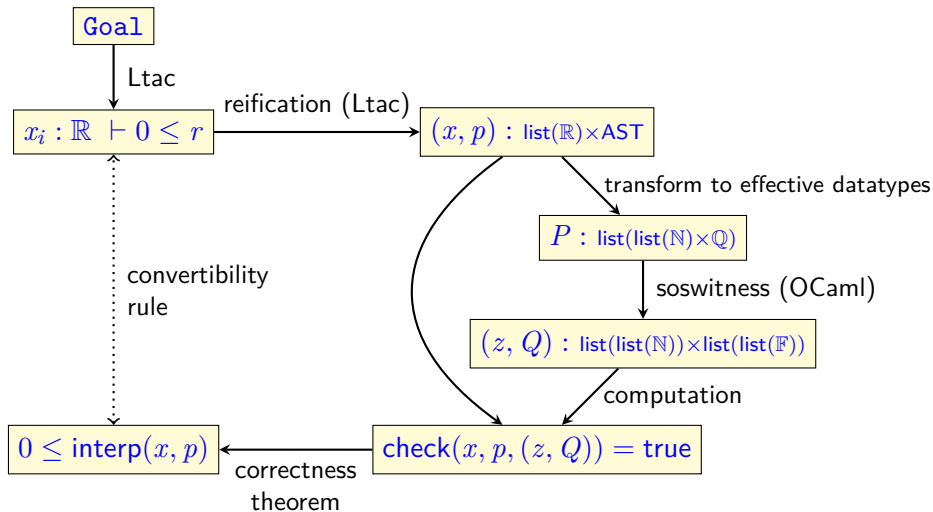 Goal
Ltac
xᵢ : ℝ ⊢ 0 ≤ r
reification (Ltac)
(x, p) : list(ℝ)×AST
transform to effective datatypes
P : list(list(ℕ)×ℚ)
convertibility
rule
soswitness (OCaml)
(z, Q) : list(list(ℕ))×list(list(𝔽))
computation
0 ≤ interp(x, p)
correctness
theorem
check(x, p, (z, Q)) = true